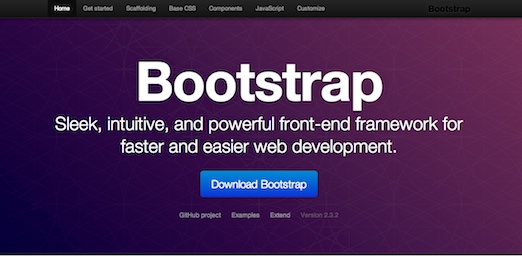 Home Get started Scaffolding Base CSS Components JavaScript Customize Bootstrap
Bootstrap
Sleek, intuitive, and powerful front-end framework for
faster and easier web development.
Download Bootstrap
GitHub project Examples Extend Version 2.3.2